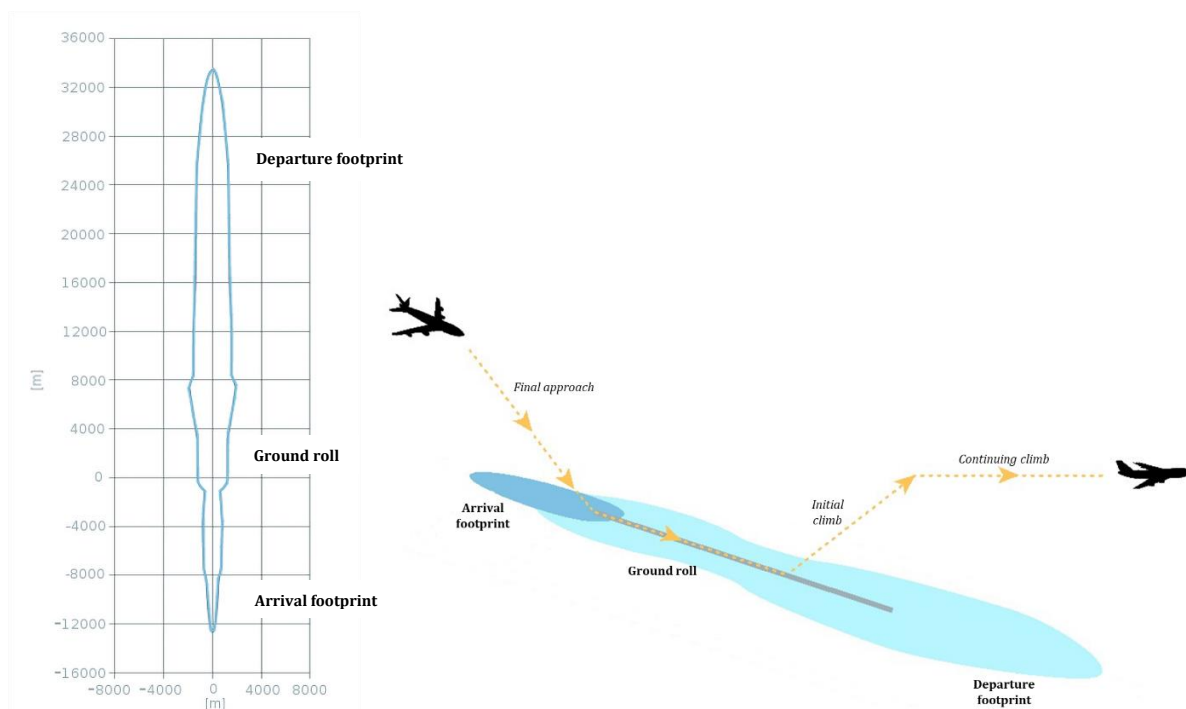 36000
32000
28000
24000
20000
16000
12000
8000
4000
0
−4000
−8000
−12000
−16000
[m]
−8000 −4000 0 4000 8000
[m]
Departure footprint
Ground roll
Arrival footprint
Final approach
Arrival
footprint
Ground roll
Initial
climb
Continuing climb
Departure
footprint